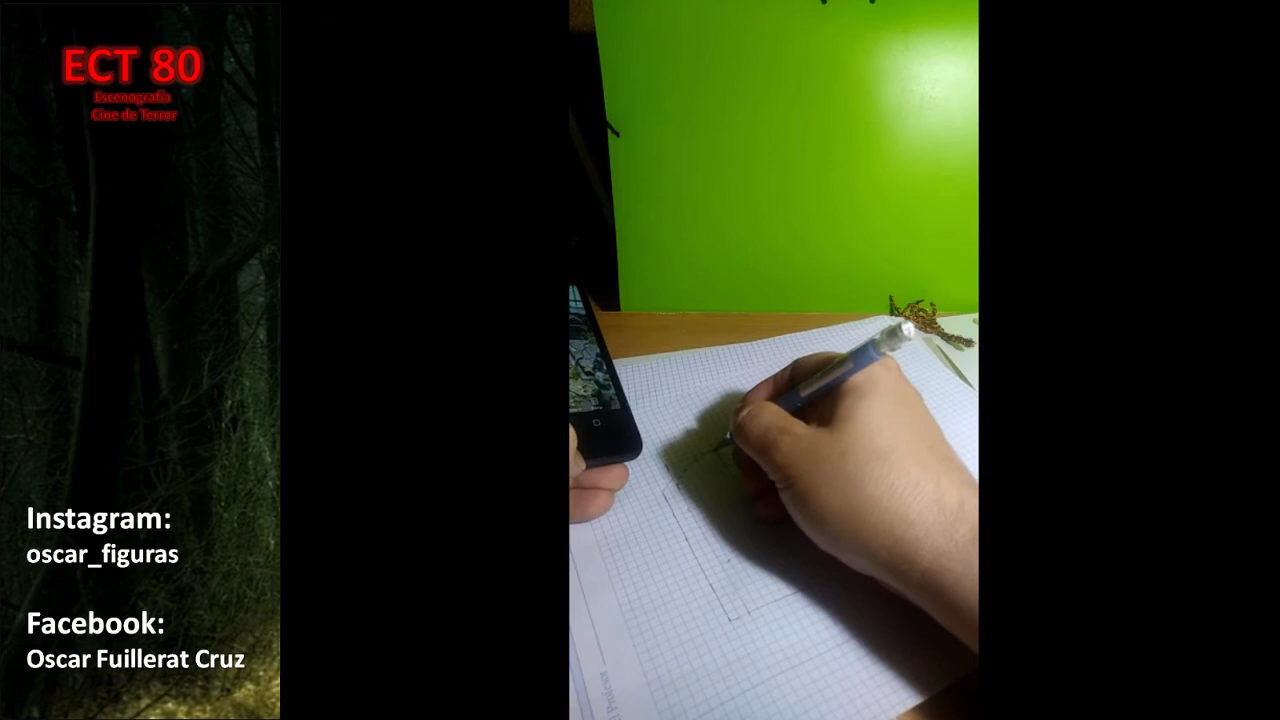 ECT 80
Escenografía
Cine de Terror
Instagram:
oscar_figuras
Facebook:
Oscar Fuillerat Cruz